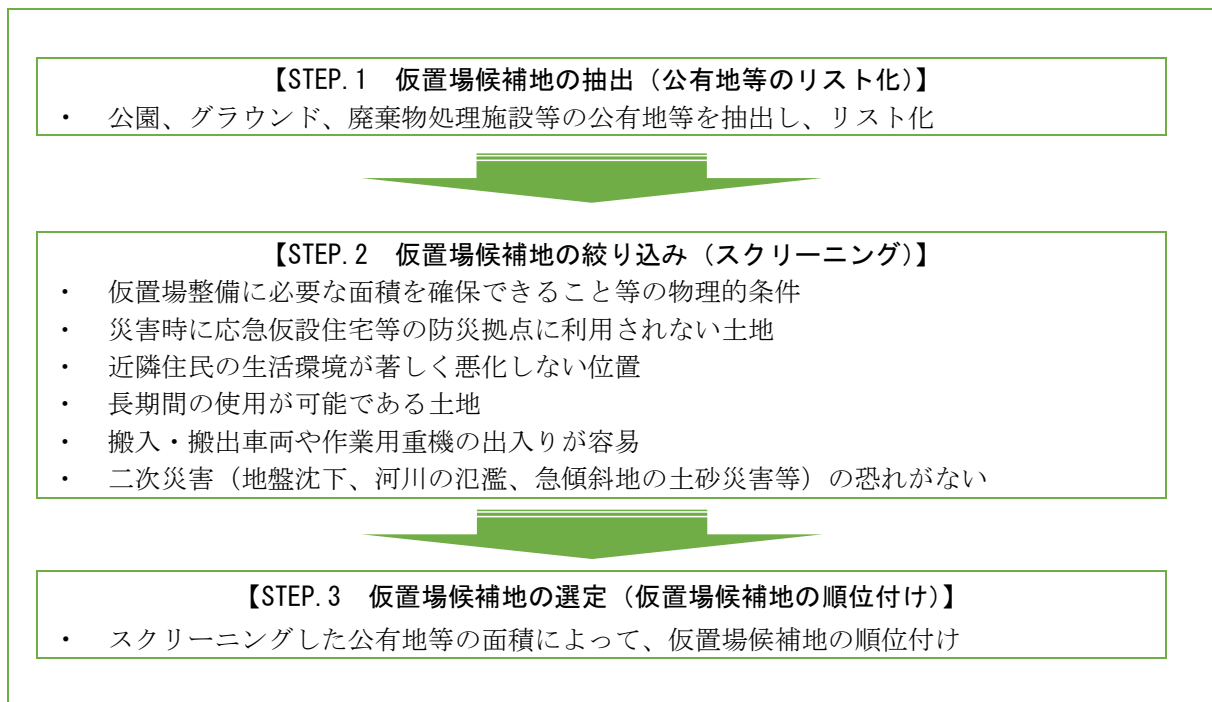 【STEP.1　仮置場候補地の抽出（公有地等のリスト化）】
・　公園、グラウンド、廃棄物処理施設等の公有地等を抽出し、リスト化
【STEP.2　仮置場候補地の絞り込み（スクリーニング）】
・　仮置場整備に必要な面積を確保できること等の物理的条件
・　災害時に応急仮設住宅等の防災拠点に利用されない土地
・　近隣住民の生活環境が著しく悪化しない位置
・　長期間の使用が可能である土地
・　搬入・搬出車両や作業用重機の出入りが容易
・　二次災害（地盤沈下、河川の氾濫、急傾斜地の土砂災害等）の恐れがない
【STEP.3　仮置場候補地の選定（仮置場候補地の順位付け）】
・　スクリーニングした公有地等の面積によって、仮置場候補地の順位付け